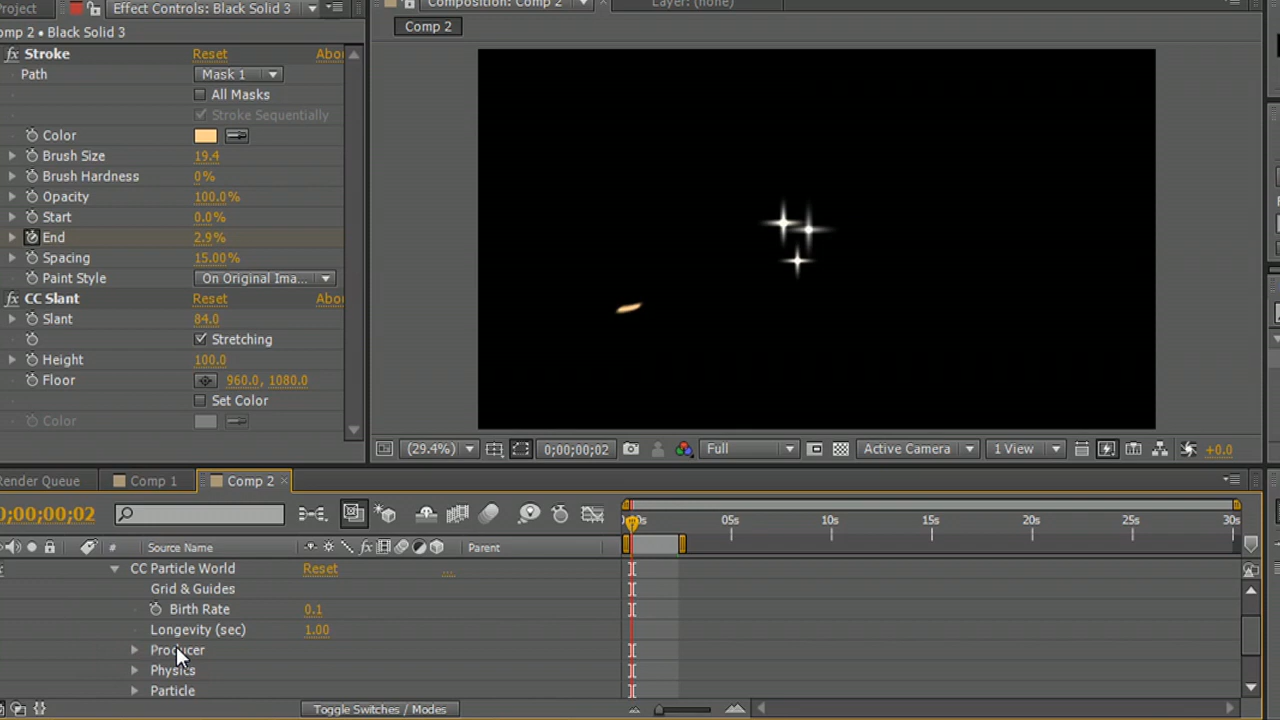 Project
Effect Controls: Black Solid 3
Composition: Comp 2
Layer: (none)
omp 2 • Black Solid 3
Comp 2
fx Stroke Reset Abou
Path Mask 1
All Masks
Stroke Sequentially
Color
Brush Size 19.4
Brush Hardness 0%
Opacity 100.0%
Start 0.0%
End 2.9%
Spacing 15.00%
Paint Style On Original Ima...
fx CC Slant Reset Abou
Slant 84.0
Stretching
Height 100.0
Floor 960.0, 1080.0
Set Color
Color
(29.4%) 0;00;00;02 Full Active Camera 1 View +0.0
Render Queue Comp 1 Comp 2
0;00;00;02
05s 10s 15s 20s 25s 30s
# Source Name fx Parent
CC Particle World Reset ...
Grid & Guides
Birth Rate 0.1
Longevity (sec) 1.00
Producer
Physics
Particle
Toggle Switches / Modes